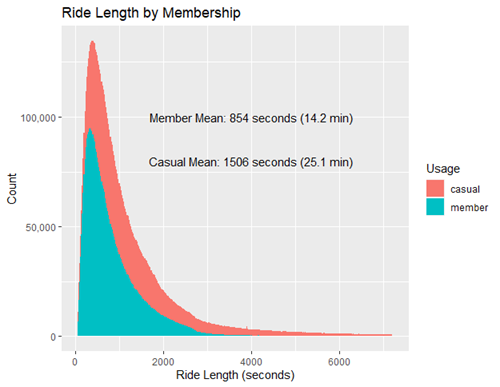 Ride Length by Membership
100,000
50,000
0
Count
Member Mean: 854 seconds (14.2 min)
Casual Mean: 1506 seconds (25.1 min)
0
2000
4000
6000
Ride Length (seconds)
Usage
casual
member